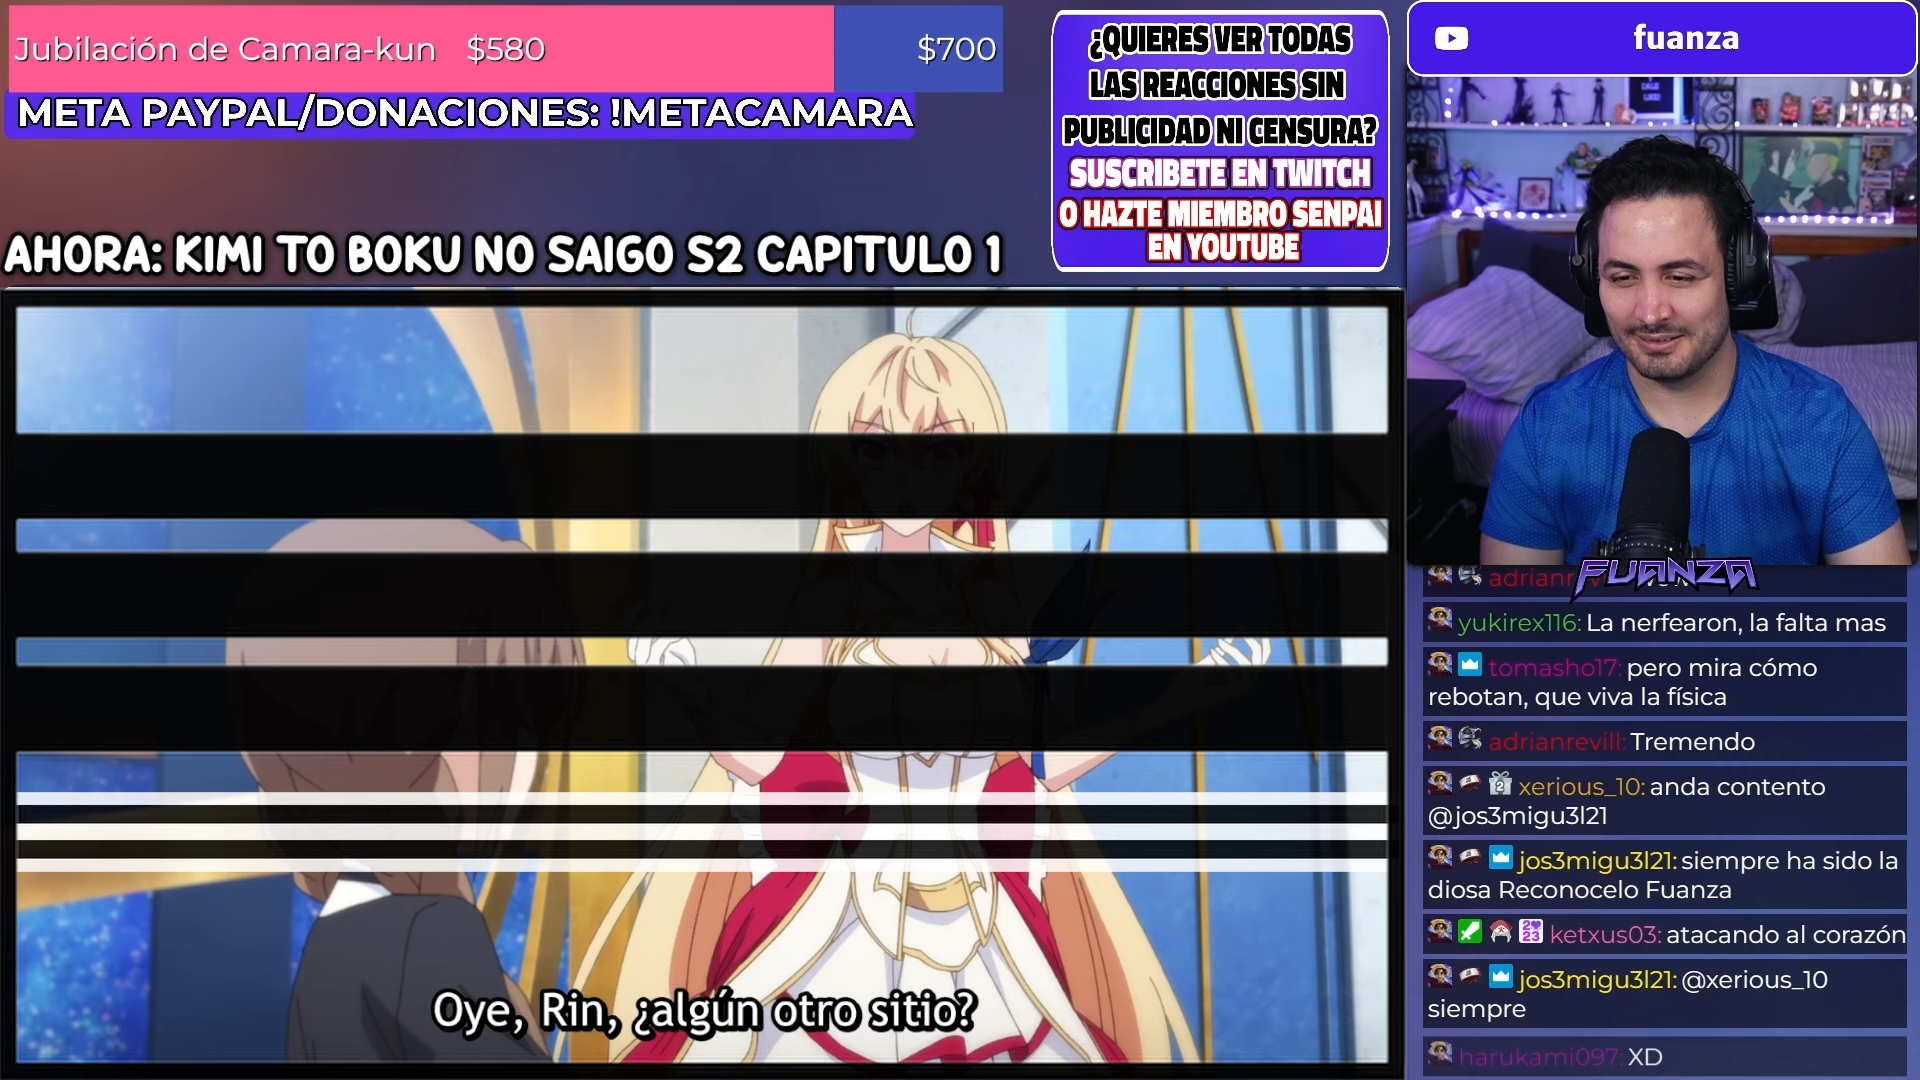 Jubilación de Camara-kun $580 $700
META PAYPAL/DONACIONES: !METACAMARA
¿QUIERES VER TODAS
LAS REACCIONES SIN
PUBLICIDAD NI CENSURA?
SUSCRIBETE EN TWITCH
O HAZTE MIEMBRO SENPAI
EN YOUTUBE
fuanza
AHORA: KIMI TO BOKU NO SAIGO S2 CAPITULO 1
FUANZA
yukirex116: La nerfearon, la falta mas
tomasho17: pero mira cómo
rebotan, que viva la física
adrianrevill: Tremendo
xerious_10: anda contento
@jos3migu3l21
jos3migu3l21: siempre ha sido la
diosa Reconocelo Fuanza
ketxus03: atacando al corazón
jos3migu3l21: @xerious_10
siempre
harukami097: XD
Oye, Rin, ¿algún otro sitio?